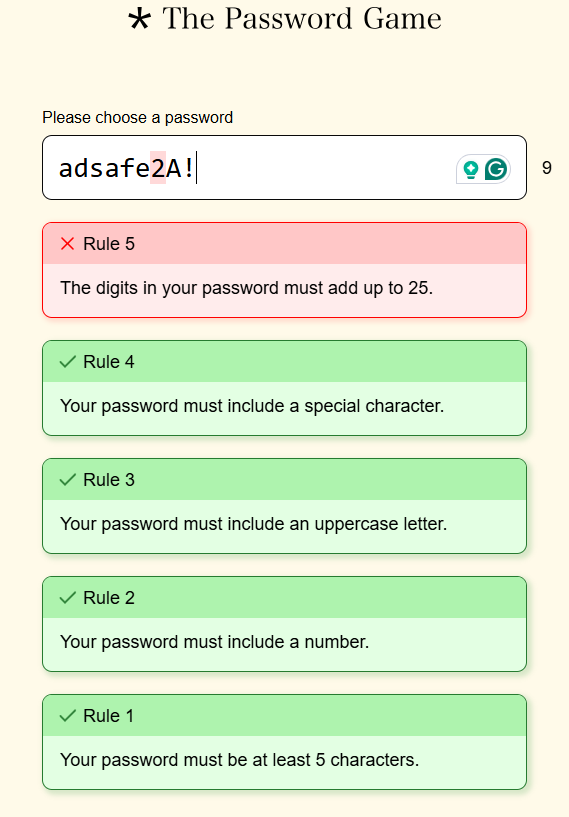 * The Password Game
Please choose a password
adsafe2A!
9
Rule 5
The digits in your password must add up to 25.
Rule 4
Your password must include a special character.
Rule 3
Your password must include an uppercase letter.
Rule 2
Your password must include a number.
Rule 1
Your password must be at least 5 characters.